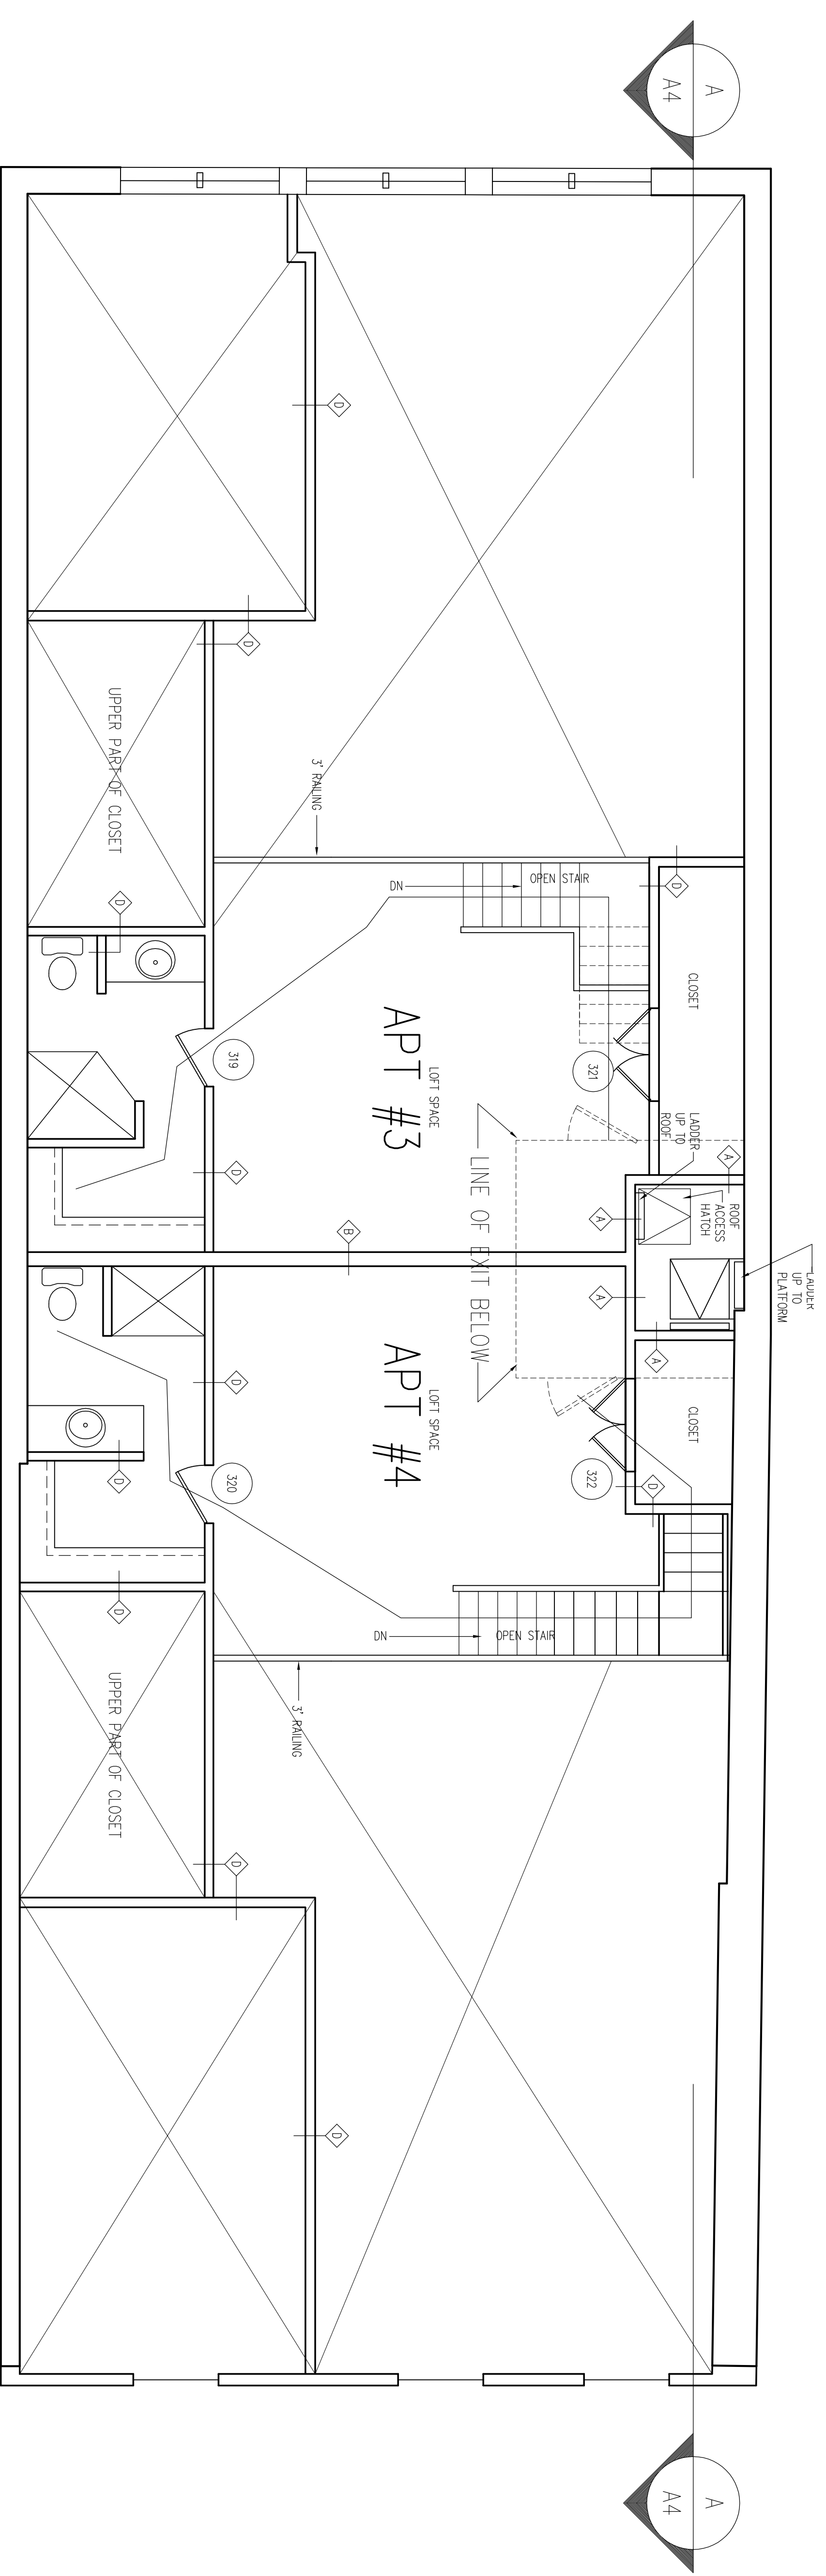 A
A4
D
D
UPPER PART OF CLOSET
3' RAILING
D
DN
OPEN STAIR
D
CLOSET
319
321
APT #3
LOFT SPACE
LADDER
UP TO
ROOF
A
D
A
ROOF
ACCESS
HATCH
B
LINE OF EXIT BELOW
LADDER
UP TO
PLATFORM
A
A
D
APT #4
LOFT SPACE
CLOSET
D
320
322
D
D
DN
OPEN STAIR
3' RAILING
UPPER PART OF CLOSET
D
D
A
A4